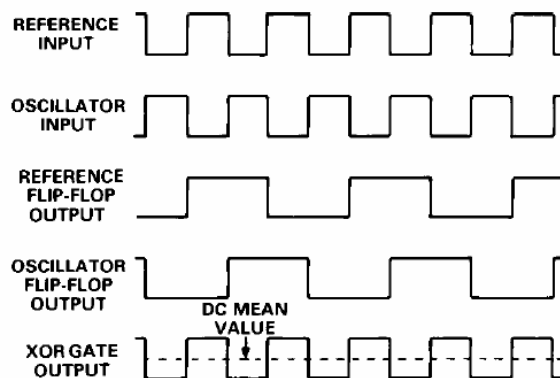 REFERENCE
INPUT
OSCILLATOR
INPUT
REFERENCE
FLIP-FLOP
OUTPUT
OSCILLATOR
FLIP-FLOP
OUTPUT
DC MEAN
VALUE
XOR GATE
OUTPUT